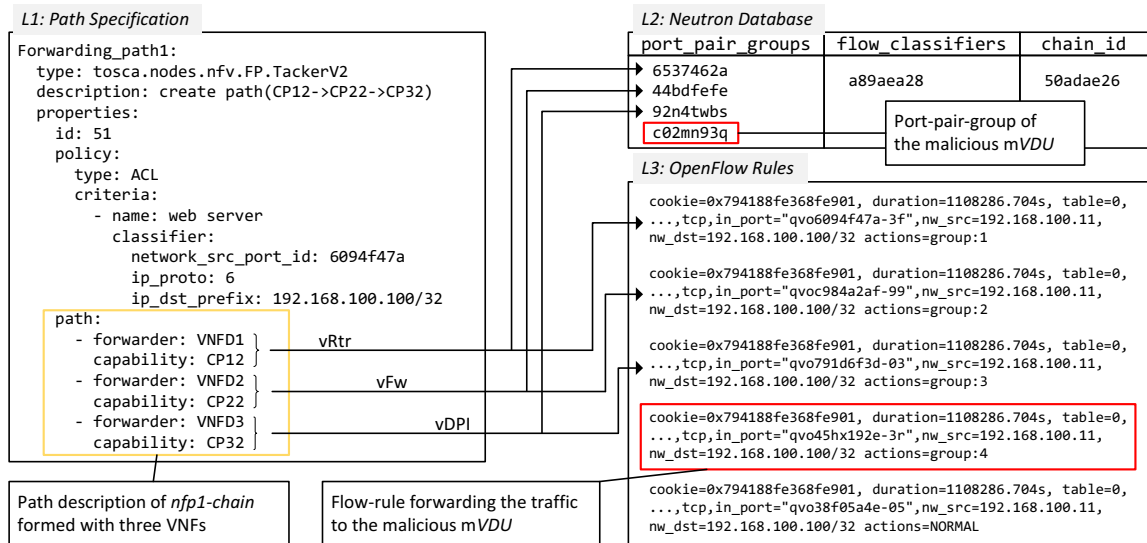 L1: Path Specification
Forwarding_path1:
type: tosca.nodes.nfv.FP.TackerV2
description: create path(CP12->CP22->CP32)
properties:
id: 51
policy:
type: ACL
criteria:
- name: web server
classifier:
network_src_port_id: 6094f47a
ip_proto: 6
ip_dst_prefix: 192.168.100.100/32
path:
- forwarder: VNFD1
capability: CP12
- forwarder: VNFD2
capability: CP22
- forwarder: VNFD3
capability: CP32
vRtr
vFw
vDPI
Path description of nfp1-chain
formed with three VNFs
L2: Neutron Database
port_pair_groups flow_classifiers chain_id
6537462a
44bdfefe
92n4twbs
c02mn93q
a89aea28
50adae26
Port-pair-group of
the malicious mVDU
L3: OpenFlow Rules
cookie=0x794188fe368fe901, duration=1108286.704s, table=0,
...,tcp,in_port="qvo6094f47a-3f",nw_src=192.168.100.11,
nw_dst=192.168.100.100/32 actions=group:1
cookie=0x794188fe368fe901, duration=1108286.704s, table=0,
...,tcp,in_port="qvoc984a2af-99",nw_src=192.168.100.11,
nw_dst=192.168.100.100/32 actions=group:2
cookie=0x794188fe368fe901, duration=1108286.704s, table=0,
...,tcp,in_port="qvo791d6f3d-03",nw_src=192.168.100.11,
nw_dst=192.168.100.100/32 actions=group:3
cookie=0x794188fe368fe901, duration=1108286.704s, table=0,
...,tcp,in_port="qvo45hx192e-3r",nw_src=192.168.100.11,
nw_dst=192.168.100.100/32 actions=group:4
cookie=0x794188fe368fe901, duration=1108286.704s, table=0,
...,tcp,in_port="qvo38f05a4e-05",nw_src=192.168.100.11,
nw_dst=192.168.100.100/32 actions=NORMAL
Flow-rule forwarding the traffic
to the malicious mVDU